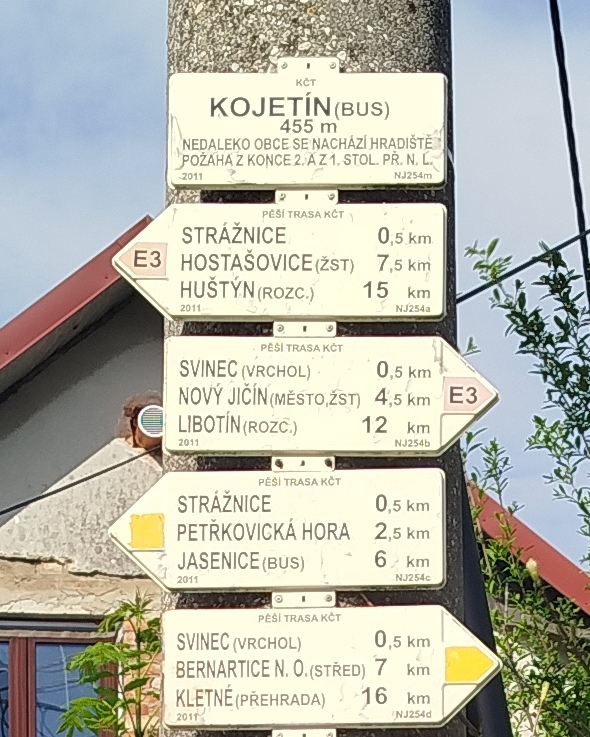 KČT
KOJETÍN (BUS)
455 m
NEDALEKO OBCE SE NACHÁZÍ HRADIŠTĚ
POŽAHA Z KONCE 2. A Z 1. STOL. PŘ. N. L.
2011 NJ254m
PĚŠÍ TRASA KČT
STRÁŽNICE 0,5 km
E3 HOSTAŠOVICE (ŽST) 7,5 km
HUŠTÝN (ROZC.) 15 km
2011 NJ254a
PĚŠÍ TRASA KČT
SVINEC (VRCHOL) 0,5 km
NOVÝ JIČÍN (MĚSTO,ŽST) 4,5 km E3
LIBOTÍN (ROZC.) 12 km
2011 NJ254b
PĚŠÍ TRASA KČT
STRÁŽNICE 0,5 km
PETŘKOVICKÁ HORA 2,5 km
JASENICE (BUS) 6 km
2011 NJ254c
PĚŠÍ TRASA KČT
SVINEC (VRCHOL) 0,5 km
BERNARTICE N. O. (STŘED) 7 km
KLETNÉ (PŘEHRADA) 16 km
2011 NJ254d